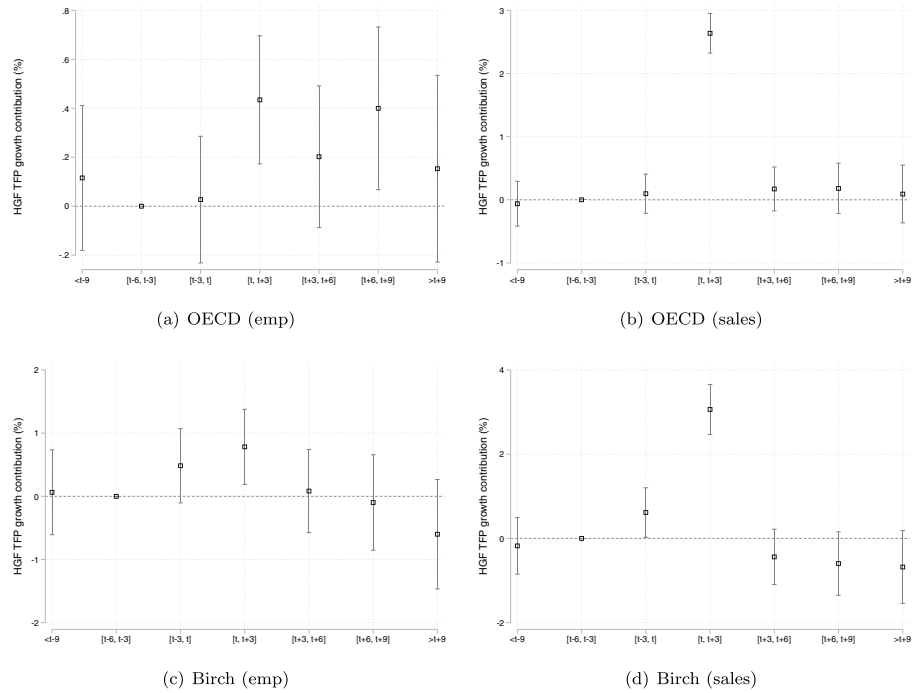 HGF TFP growth contribution (%)
.8
.6
.4
.2
0
-.2
<t-9 [t-6, t-3] [t-3, t] [t, t+3] [t+3, t+6] [t+6, t+9] >t+9
(a) OECD (emp)
HGF TFP growth contribution (%)
3
2
1
0
-1
<t-9 [t-6, t-3] [t-3, t] [t, t+3] [t+3, t+6] [t+6, t+9] >t+9
(b) OECD (sales)
HGF TFP growth contribution (%)
2
1
0
-1
-2
<t-9 [t-6, t-3] [t-3, t] [t, t+3] [t+3, t+6] [t+6, t+9] >t+9
(c) Birch (emp)
HGF TFP growth contribution (%)
4
2
0
-2
<t-9 [t-6, t-3] [t-3, t] [t, t+3] [t+3, t+6] [t+6, t+9] >t+9
(d) Birch (sales)